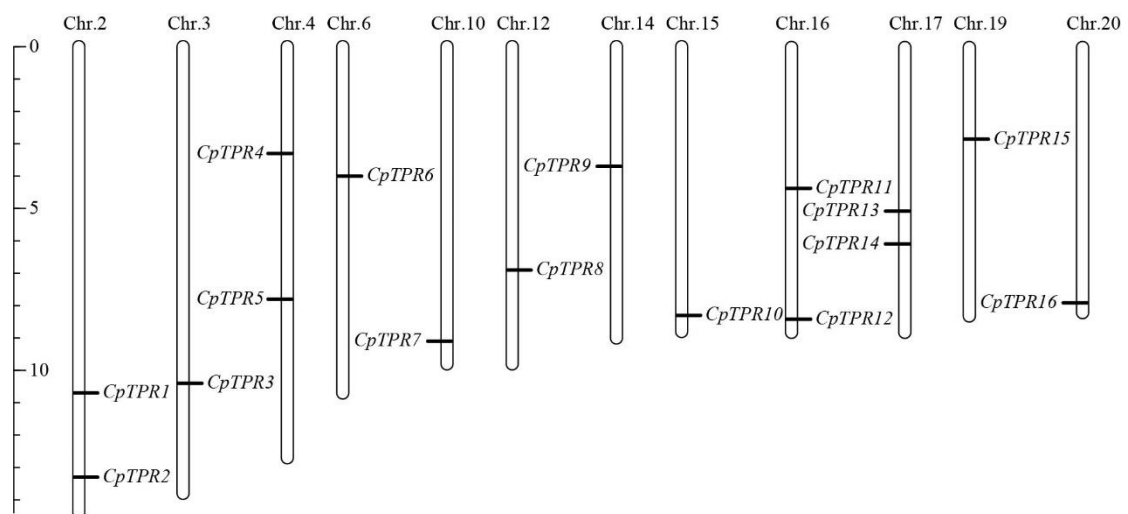 Chr.2 Chr.3 Chr.4 Chr.6 Chr.10 Chr.12 Chr.14 Chr.15 Chr.16 Chr.17 Chr.19 Chr.20
0
CpTPR15
CpTPR4
CpTPR9
CpTPR6
CpTPR11
5
CpTPR13
CpTPR14
CpTPR8
CpTPR5
CpTPR16
CpTPR10
CpTPR12
CpTPR7
10
CpTPR3
CpTPR1
CpTPR2